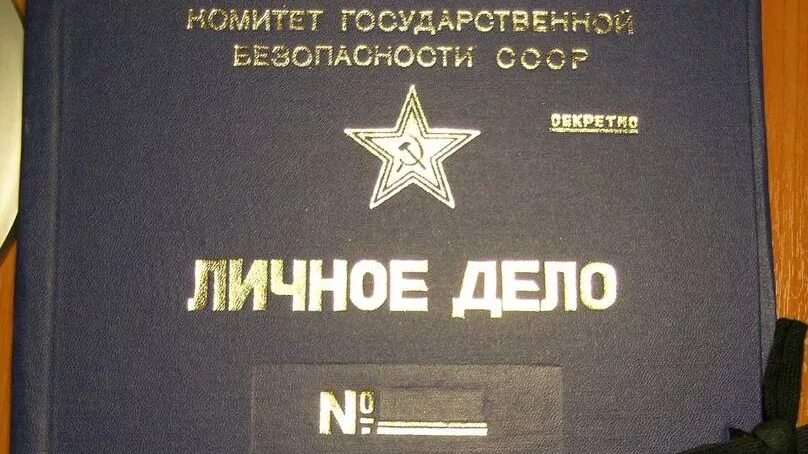 КОМИТЕТ ГОСУДАРСТВЕННОЙ
БЕЗОПАСНОСТИ СССР
СЕКРЕТНО
ЛИЧНОЕ ДЕЛО
№